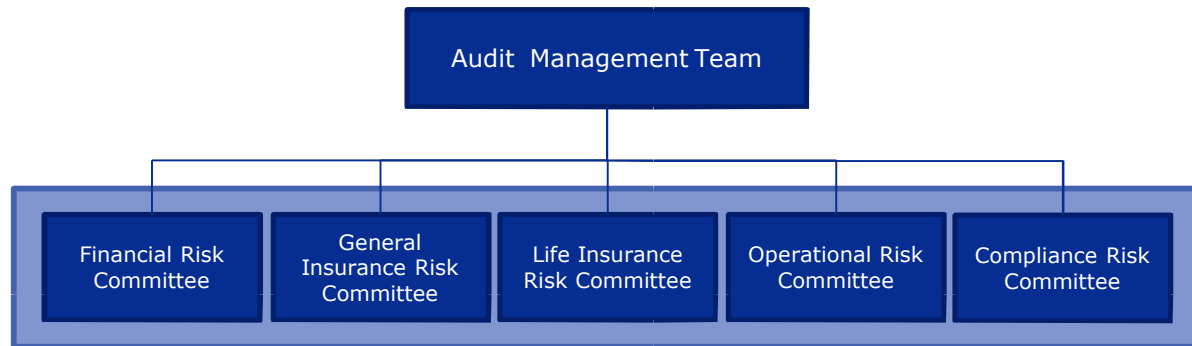 Audit Management Team
Financial Risk
Committee
General
Insurance Risk
Committee
Life Insurance
Risk Committee
Operational Risk
Committee
Compliance Risk
Committee